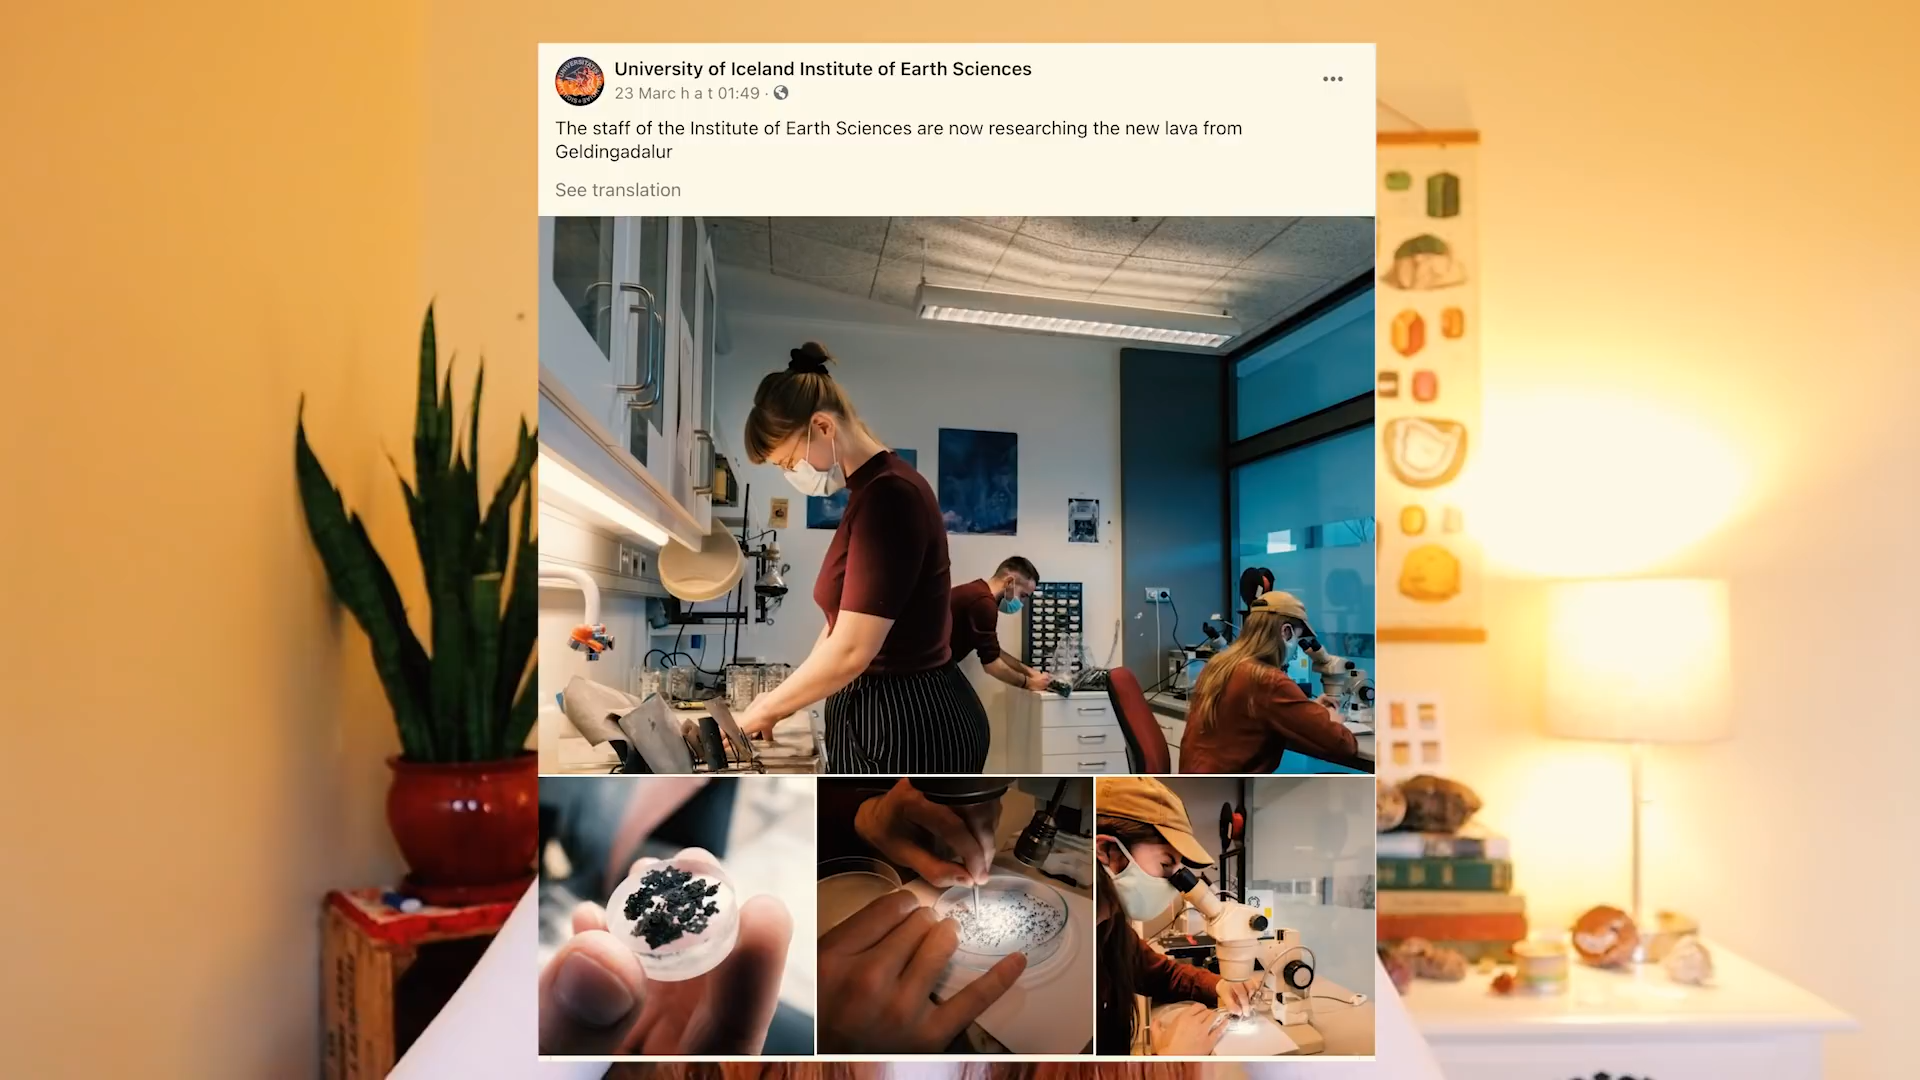 University of Iceland Institute of Earth Sciences
23 Marc h a t 01:49 ·
The staff of the Institute of Earth Sciences are now researching the new lava from
Geldingadalur
See translation